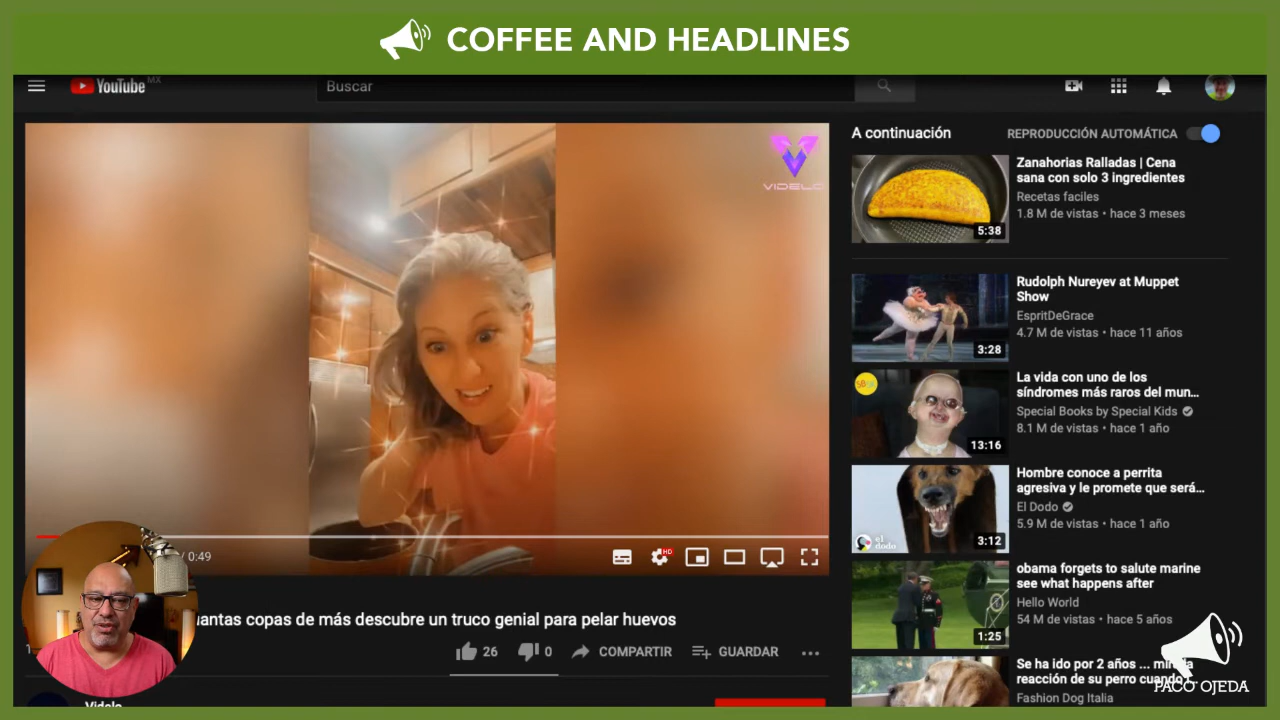 COFFEE AND HEADLINES
YouTube MX
Buscar
VIDELO
A continuación
REPRODUCCIÓN AUTOMÁTICA
Zanahorias Ralladas | Cena
sana con solo 3 ingredientes
Recetas faciles
1.8 M de vistas • hace 3 meses
5:38
Rudolph Nureyev at Muppet
Show
EspritDeGrace
4.7 M de vistas • hace 11 años
3:28
La vida con uno de los
síndromes más raros del mun...
Special Books by Special Kids
8.1 M de vistas • hace 1 año
13:16
Hombre conoce a perrita
agresiva y le promete que será...
El Dodo
5.9 M de vistas • hace 1 año
el dodo
3:12
obama forgets to salute marine
see what happens after
Hello World
54 M de vistas • hace 5 años
1:25
Se ha ido por 2 años ... mira la
reacción de su perro cuando...
Fashion Dog Italia
PACO OJEDA
/ 0:49
HD
uantas copas de más descubre un truco genial para pelar huevos
26
0
COMPARTIR
GUARDAR
Videlo